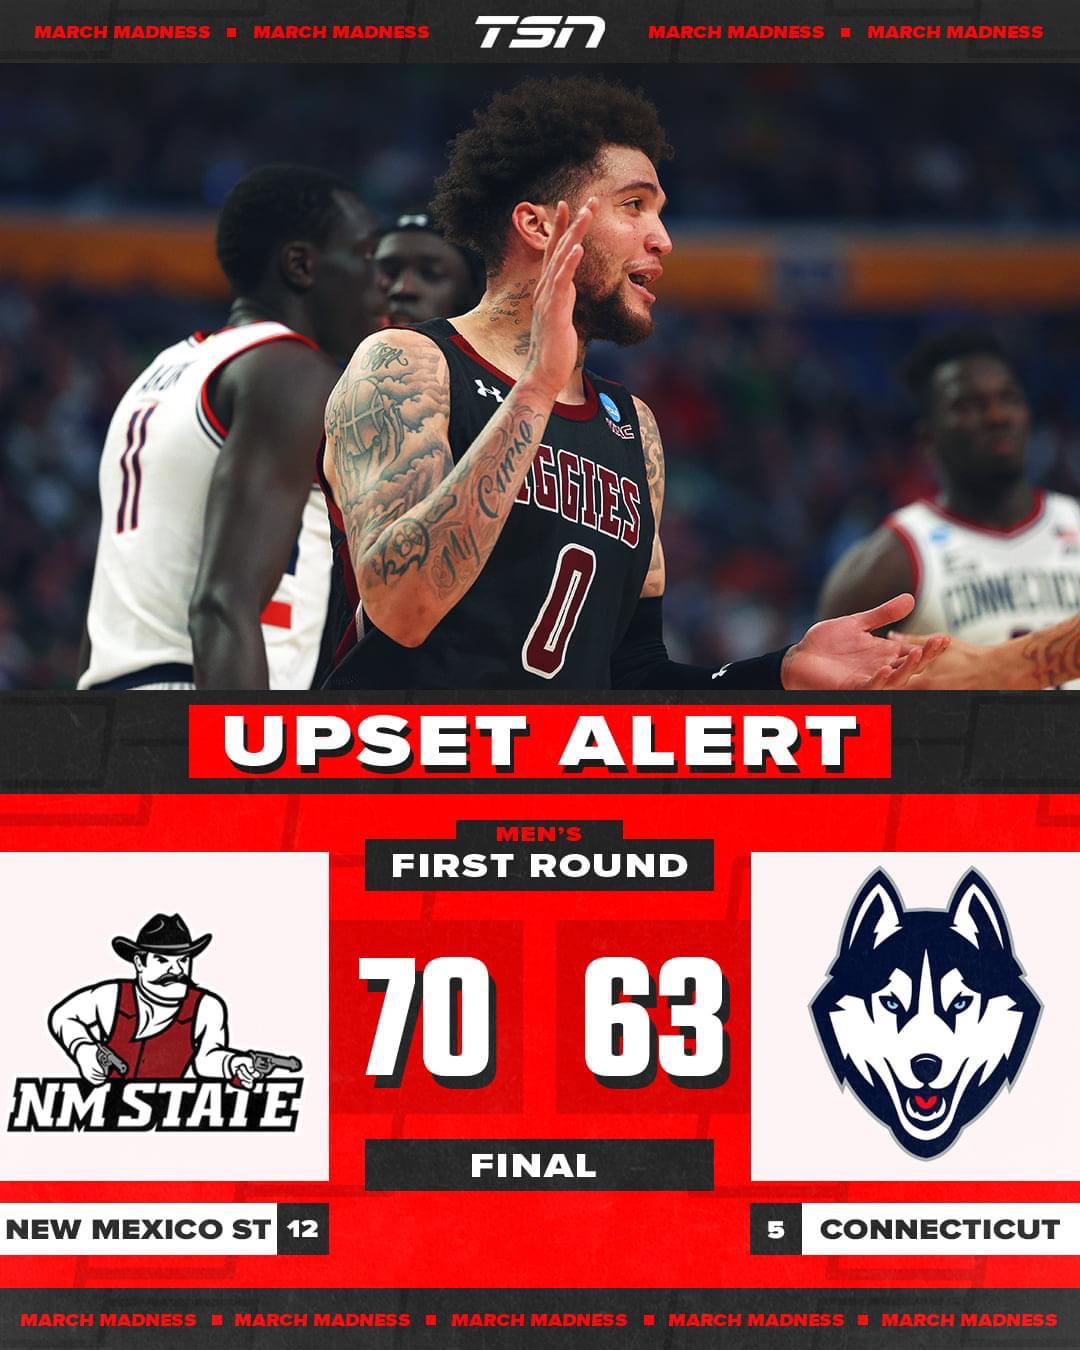 MARCH MADNESS ▪ MARCH MADNESS TSN MARCH MADNESS ▪ MARCH MADNESS
11
AGGIES
0
CONNECTICUT
UPSET ALERT
MEN'S
FIRST ROUND
70 63
NM STATE
FINAL
NEW MEXICO ST 12
5 CONNECTICUT
MARCH MADNESS ▪ MARCH MADNESS ▪ MARCH MADNESS ▪ MARCH MADNESS ▪ MARCH MADNESS